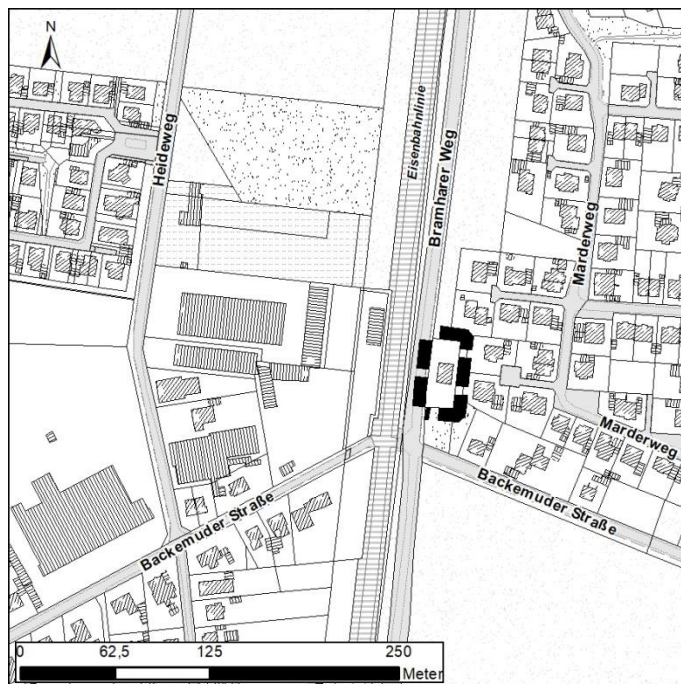 N
Heideweg
Eisenbahnlinie
Bramharer Weg
Marderweg
Marderweg
Backemuder Straße
Backemuder Straße
0 62,5 125 250
Meter